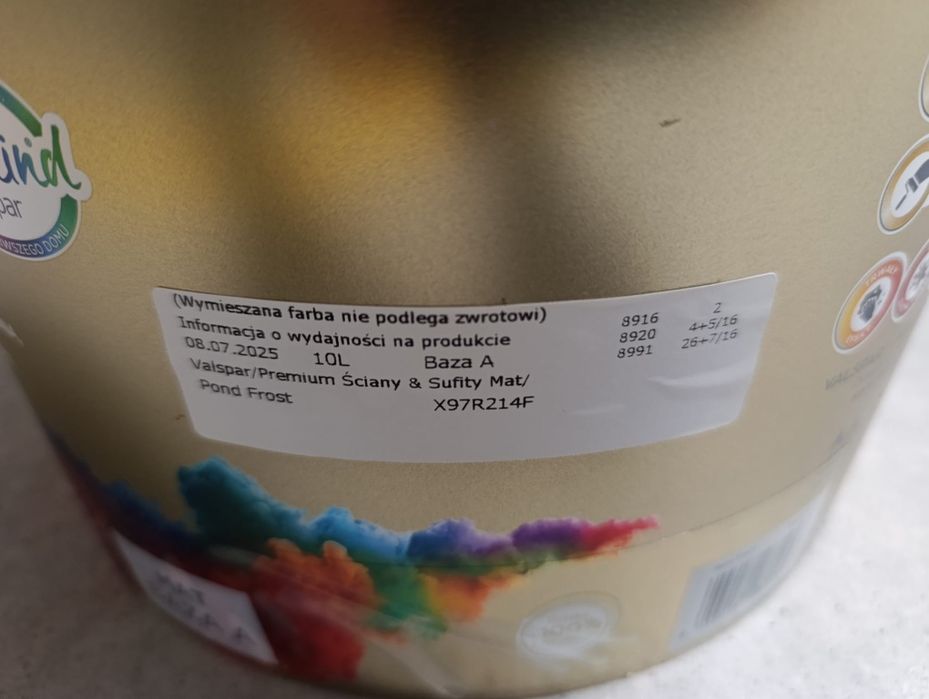 (Wymieszana farba nie podlega zwrotowi)
Informacja o wydajności na produkcie
08.07.2025 10L Baza A
Valspar/Premium Ściany & Sufity Mat/
Pond Frost X97R214F
8916 2
8920 4+5/16
8991 26+7/16